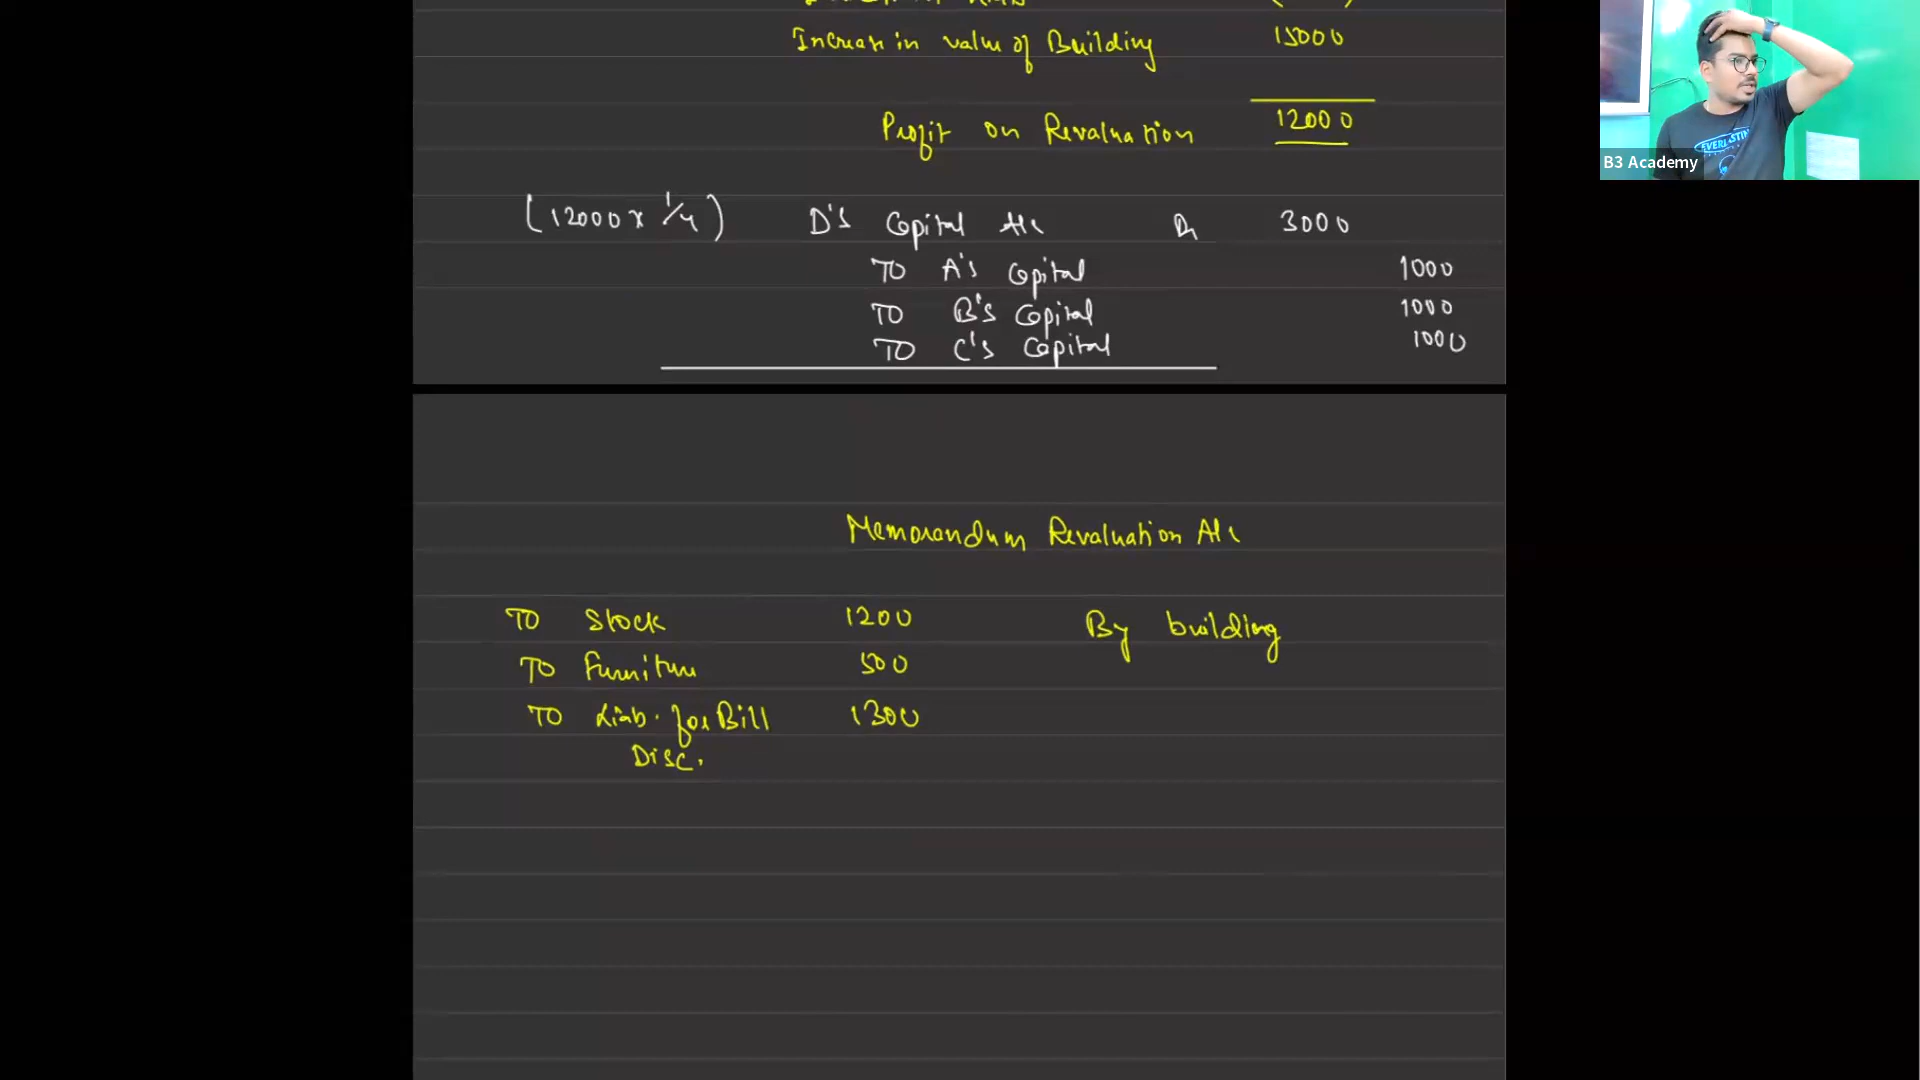 Increase in value of Building 15000
Profit on Revaluation 12000
(12000 x 1/4) D's Capital A/c Dr 3000
TO A's Capital 1000
TO B's Capital 1000
TO C's Capital 1000
Memorandum Revaluation A/c
TO Stock 1200 By building
TO Furniture 500
TO Liab. for Bill 1300
Disc.
B3 Academy